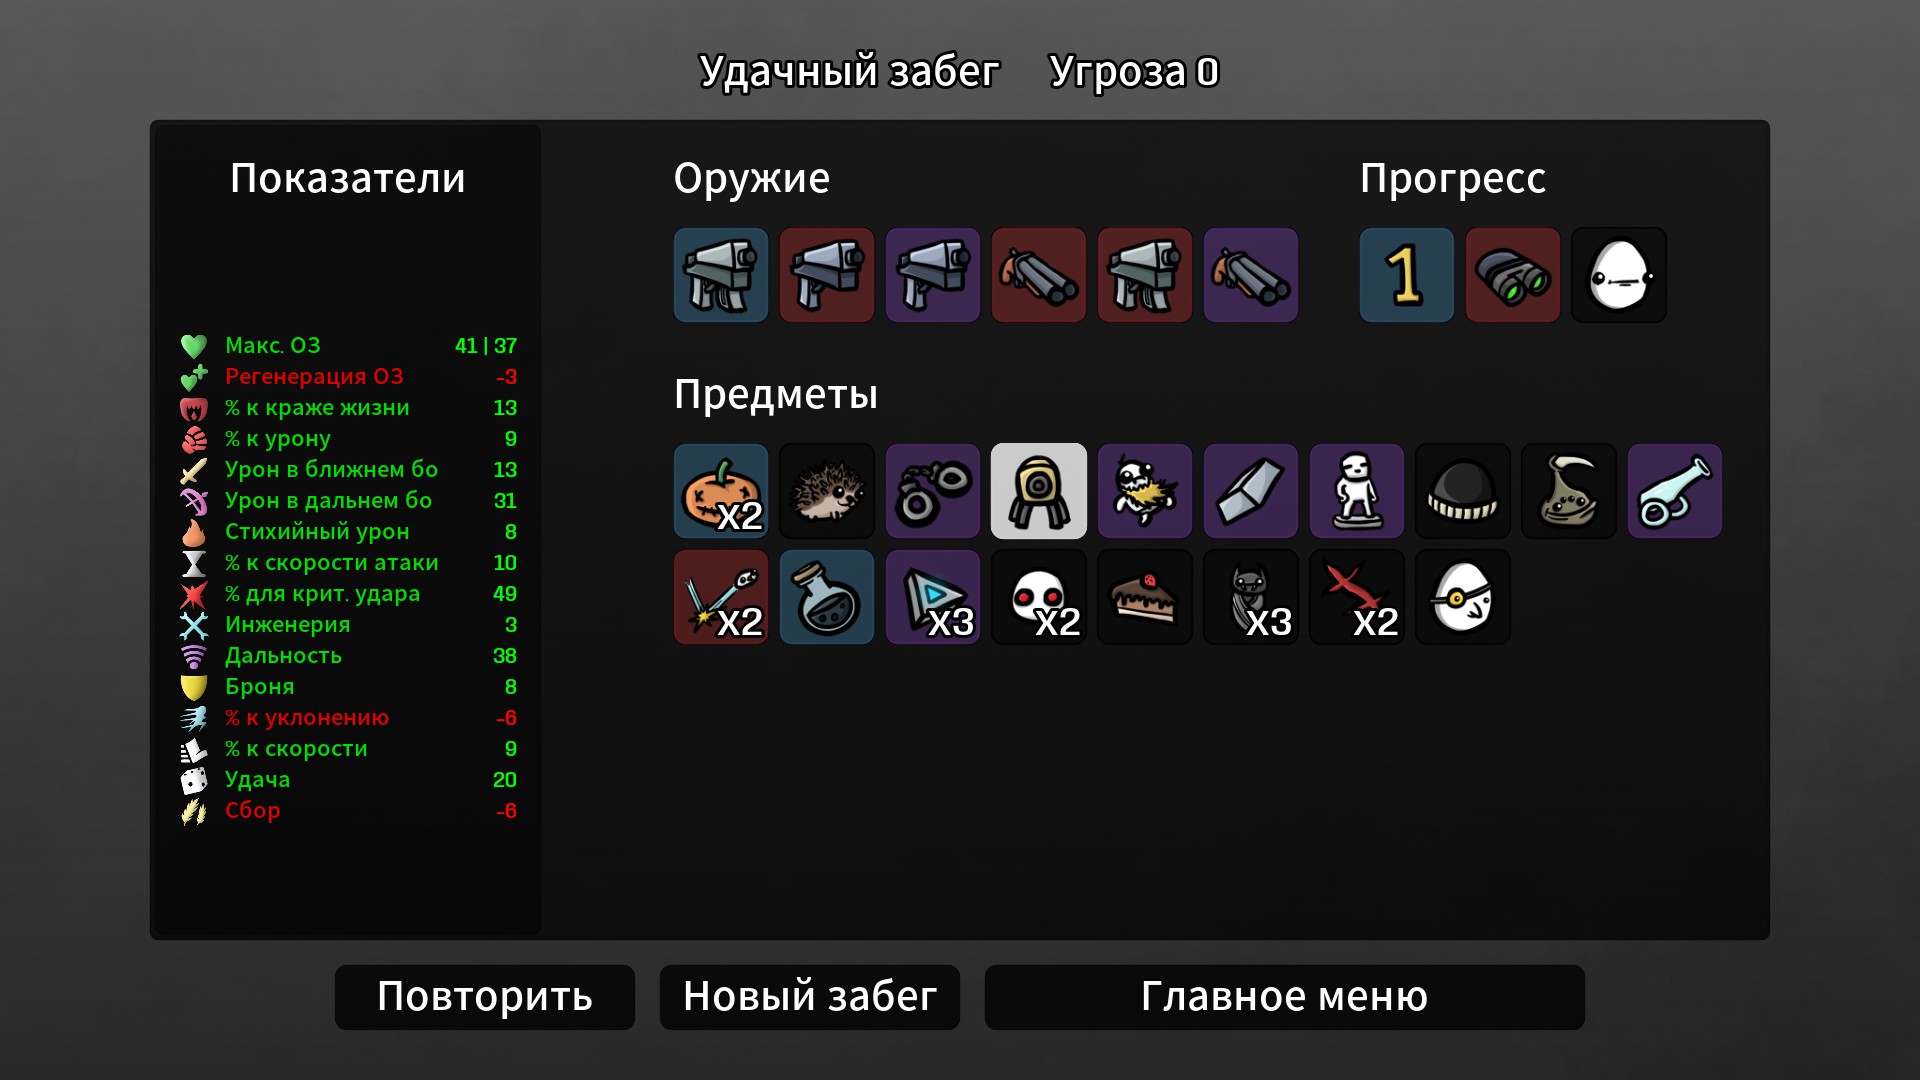 Удачный забег Угроза 0
Показатели
Оружие
Прогресс
1
Макс. ОЗ 41 | 37
Регенерация ОЗ -3
% к краже жизни 13
% к урону 9
Урон в ближнем бо 13
Урон в дальнем бо 31
Стихийный урон 8
% к скорости атаки 10
% для крит. удара 49
Инженерия 3
Дальность 38
Броня 8
% к уклонению -6
% к скорости 9
Удача 20
Сбор -6
Предметы
X2
X2 X3 X2 X3 X2
Повторить Новый забег Главное меню